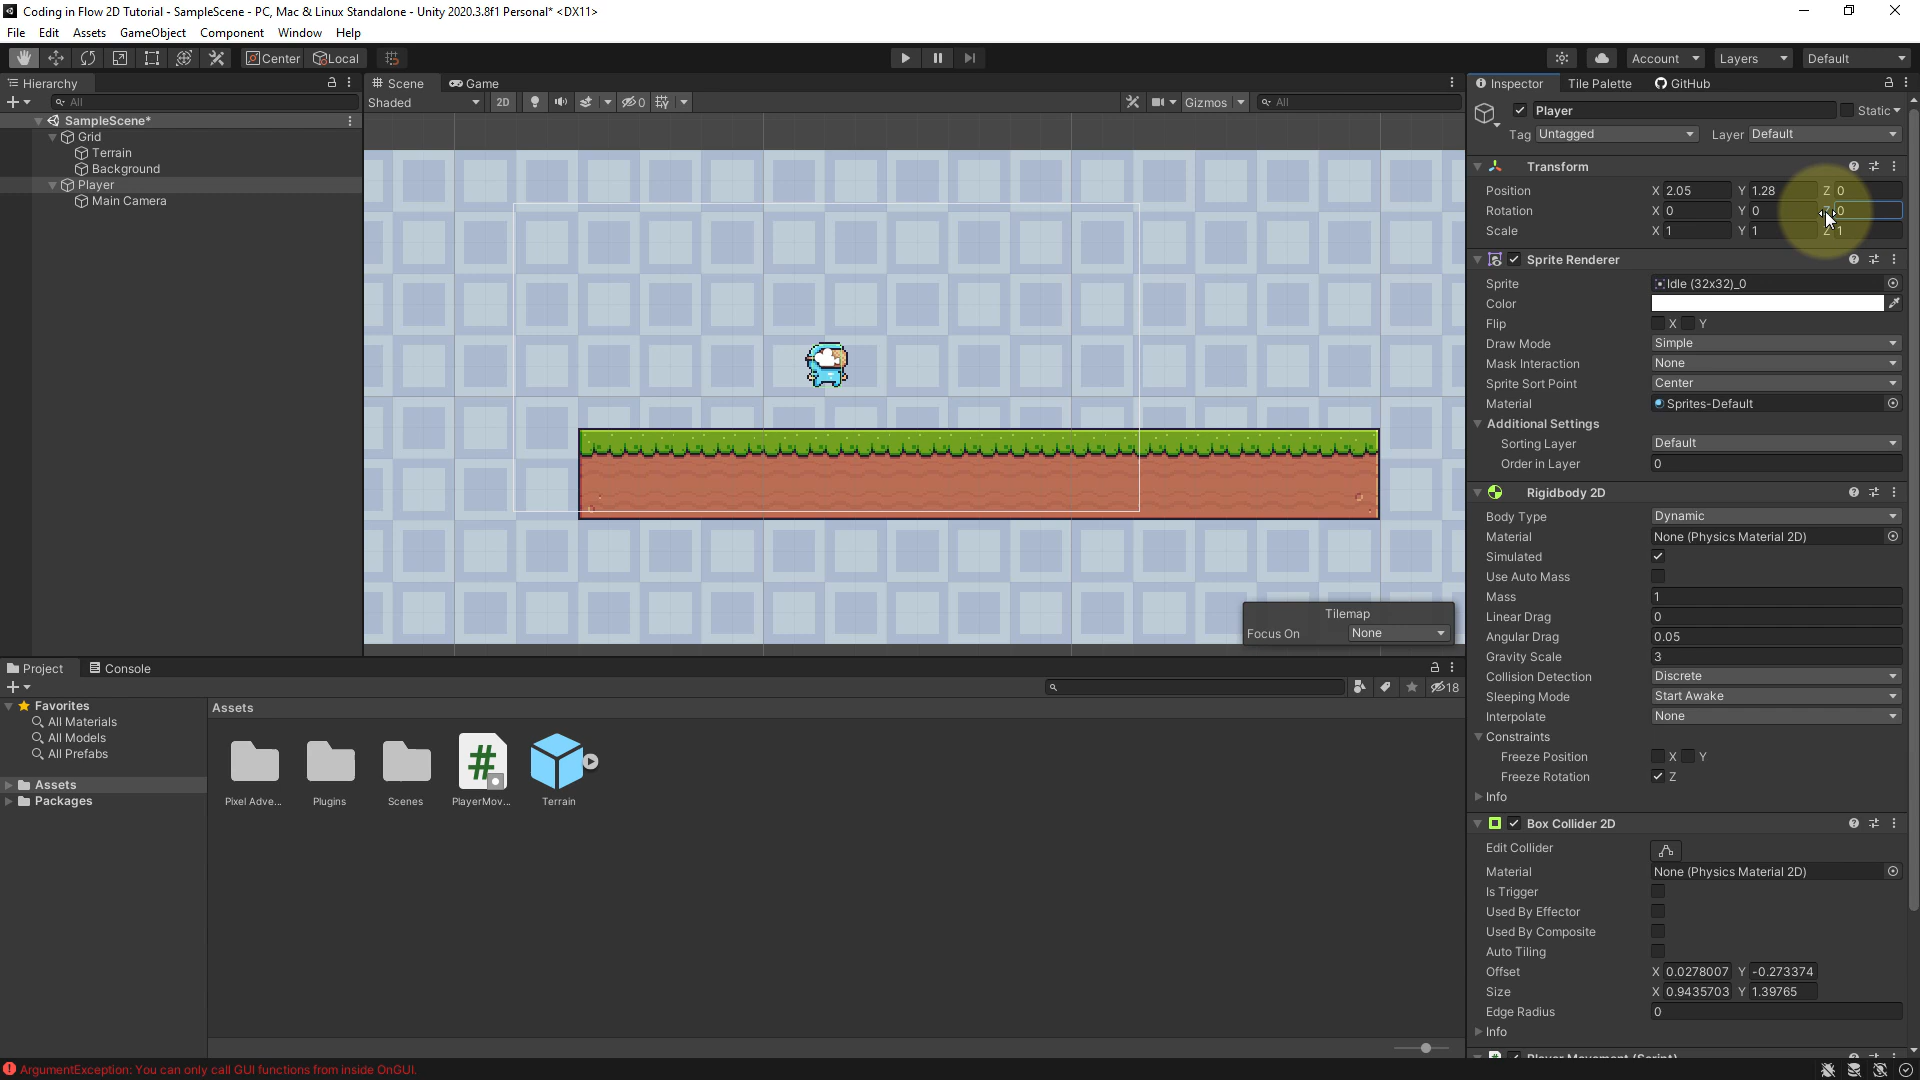 Coding in Flow 2D Tutorial - SampleScene - PC, Mac & Linux Standalone - Unity 2020.3.8f1 Personal* <DX11>
File Edit Assets GameObject Component Window Help
Center Local Account Layers Default
Hierarchy
All
SampleScene*
Grid
Terrain
Background
Player
Main Camera
Scene Game
Shaded 2D Gizmos All
Tilemap
Focus On None
Inspector Tile Palette GitHub
Player Static
Tag Untagged Layer Default
Transform
Position X 2.05 Y 1.28 Z 0
Rotation X 0 Y 0 Z 0
Scale X 1 Y 1 Z 1
Sprite Renderer
Sprite Idle (32x32)_0
Color
Flip X Y
Draw Mode Simple
Mask Interaction None
Sprite Sort Point Center
Material Sprites-Default
Additional Settings
Sorting Layer Default
Order in Layer 0
Rigidbody 2D
Body Type Dynamic
Material None (Physics Material 2D)
Simulated
Use Auto Mass
Mass 1
Linear Drag 0
Angular Drag 0.05
Gravity Scale 3
Collision Detection Discrete
Sleeping Mode Start Awake
Interpolate None
Constraints
Freeze Position X Y
Freeze Rotation Z
Info
Box Collider 2D
Edit Collider
Material None (Physics Material 2D)
Is Trigger
Used By Effector
Used By Composite
Auto Tiling
Offset X 0.0278007 Y -0.273374
Size X 0.9435703 Y 1.39765
Edge Radius 0
Info
Player Movement (Script)
Project Console
18
Favorites
All Materials
All Models
All Prefabs
Assets
Packages
Assets
Pixel Adve... Plugins Scenes PlayerMov... Terrain
ArgumentException: You can only call GUI functions from inside OnGUI.